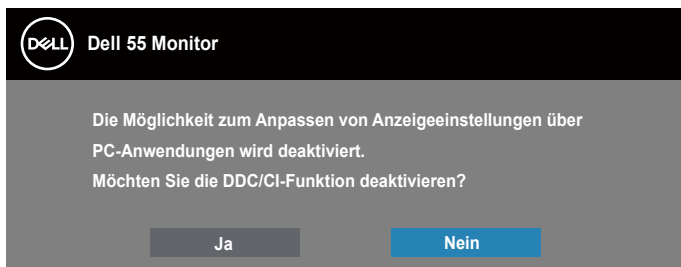 DELL Dell 55 Monitor
Die Möglichkeit zum Anpassen von Anzeigeeinstellungen über
PC-Anwendungen wird deaktiviert.
Möchten Sie die DDC/CI-Funktion deaktivieren?
Ja Nein